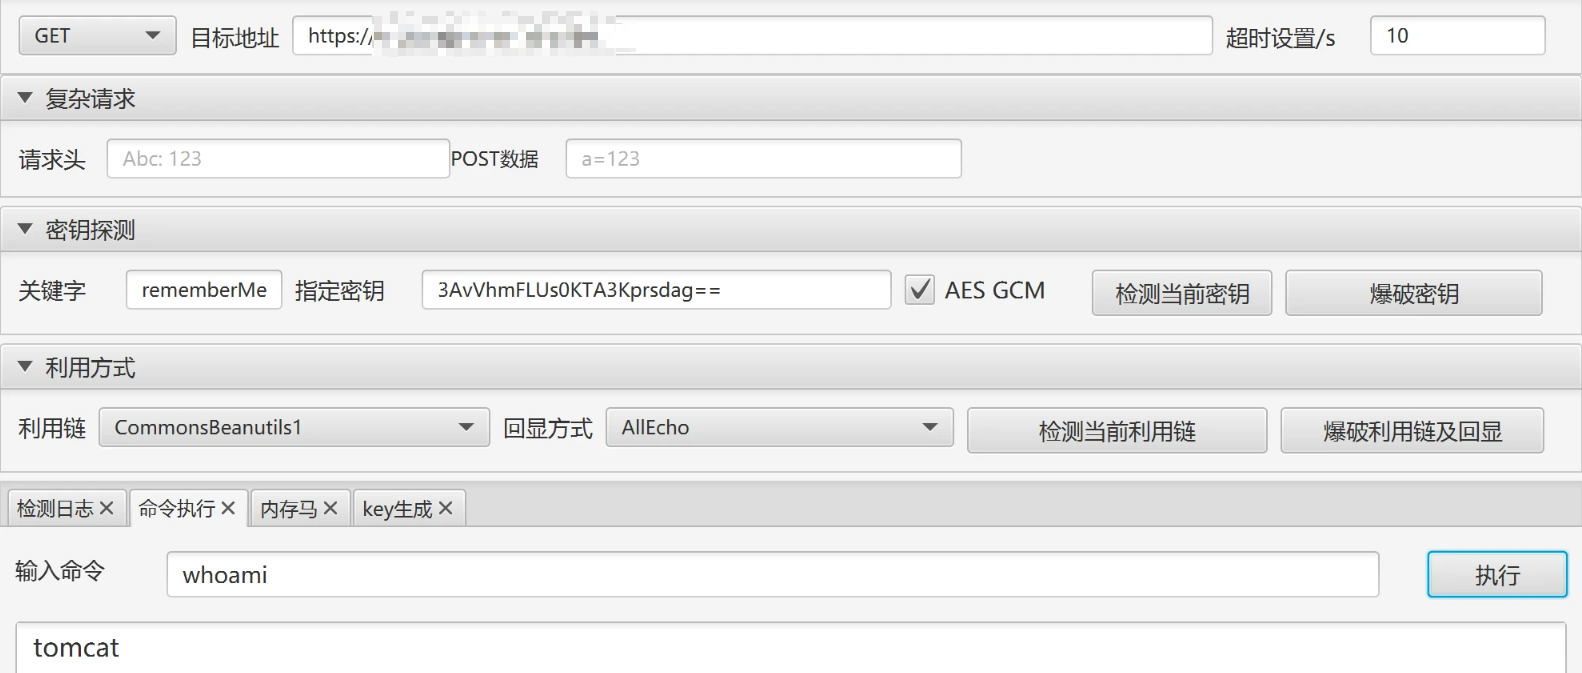 GET 目标地址 https:// 超时设置/s 10
复杂请求
请求头 Abc: 123 POST数据 a=123
密钥探测
关键字 rememberMe 指定密钥 3AvVhmFLUs0KTA3Kprsdag== AES GCM 检测当前密钥 爆破密钥
利用方式
利用链 CommonsBeanutils1 回显方式 AllEcho 检测当前利用链 爆破利用链及回显
检测日志 命令执行 内存马 key生成
输入命令 whoami 执行
tomcat